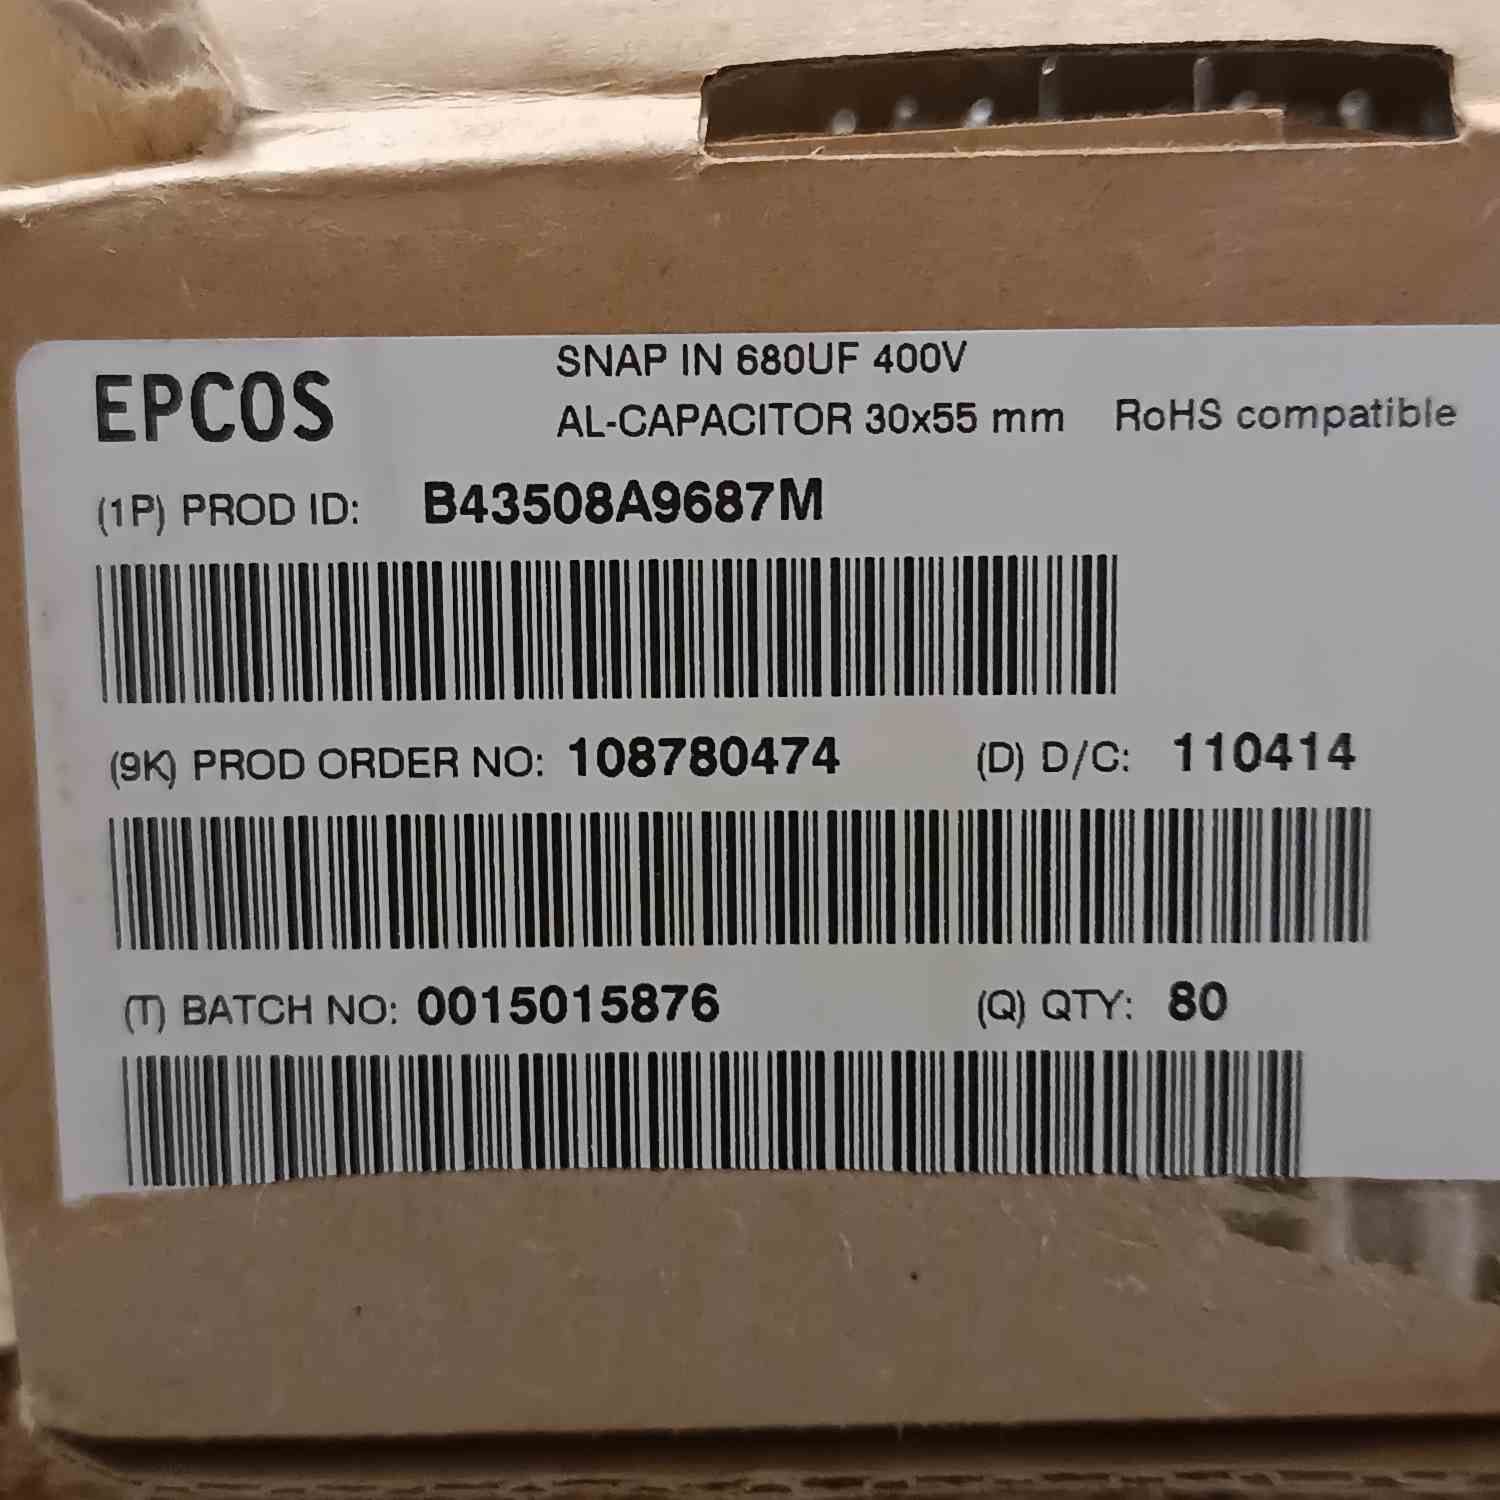 SNAP IN 680UF 400V
EPCOS AL-CAPACITOR 30x55 mm RoHS compatible
(1P) PROD ID: B43508A9687M
(9K) PROD ORDER NO: 108780474 (D) D/C: 110414
(T) BATCH NO: 0015015876 (Q) QTY: 80